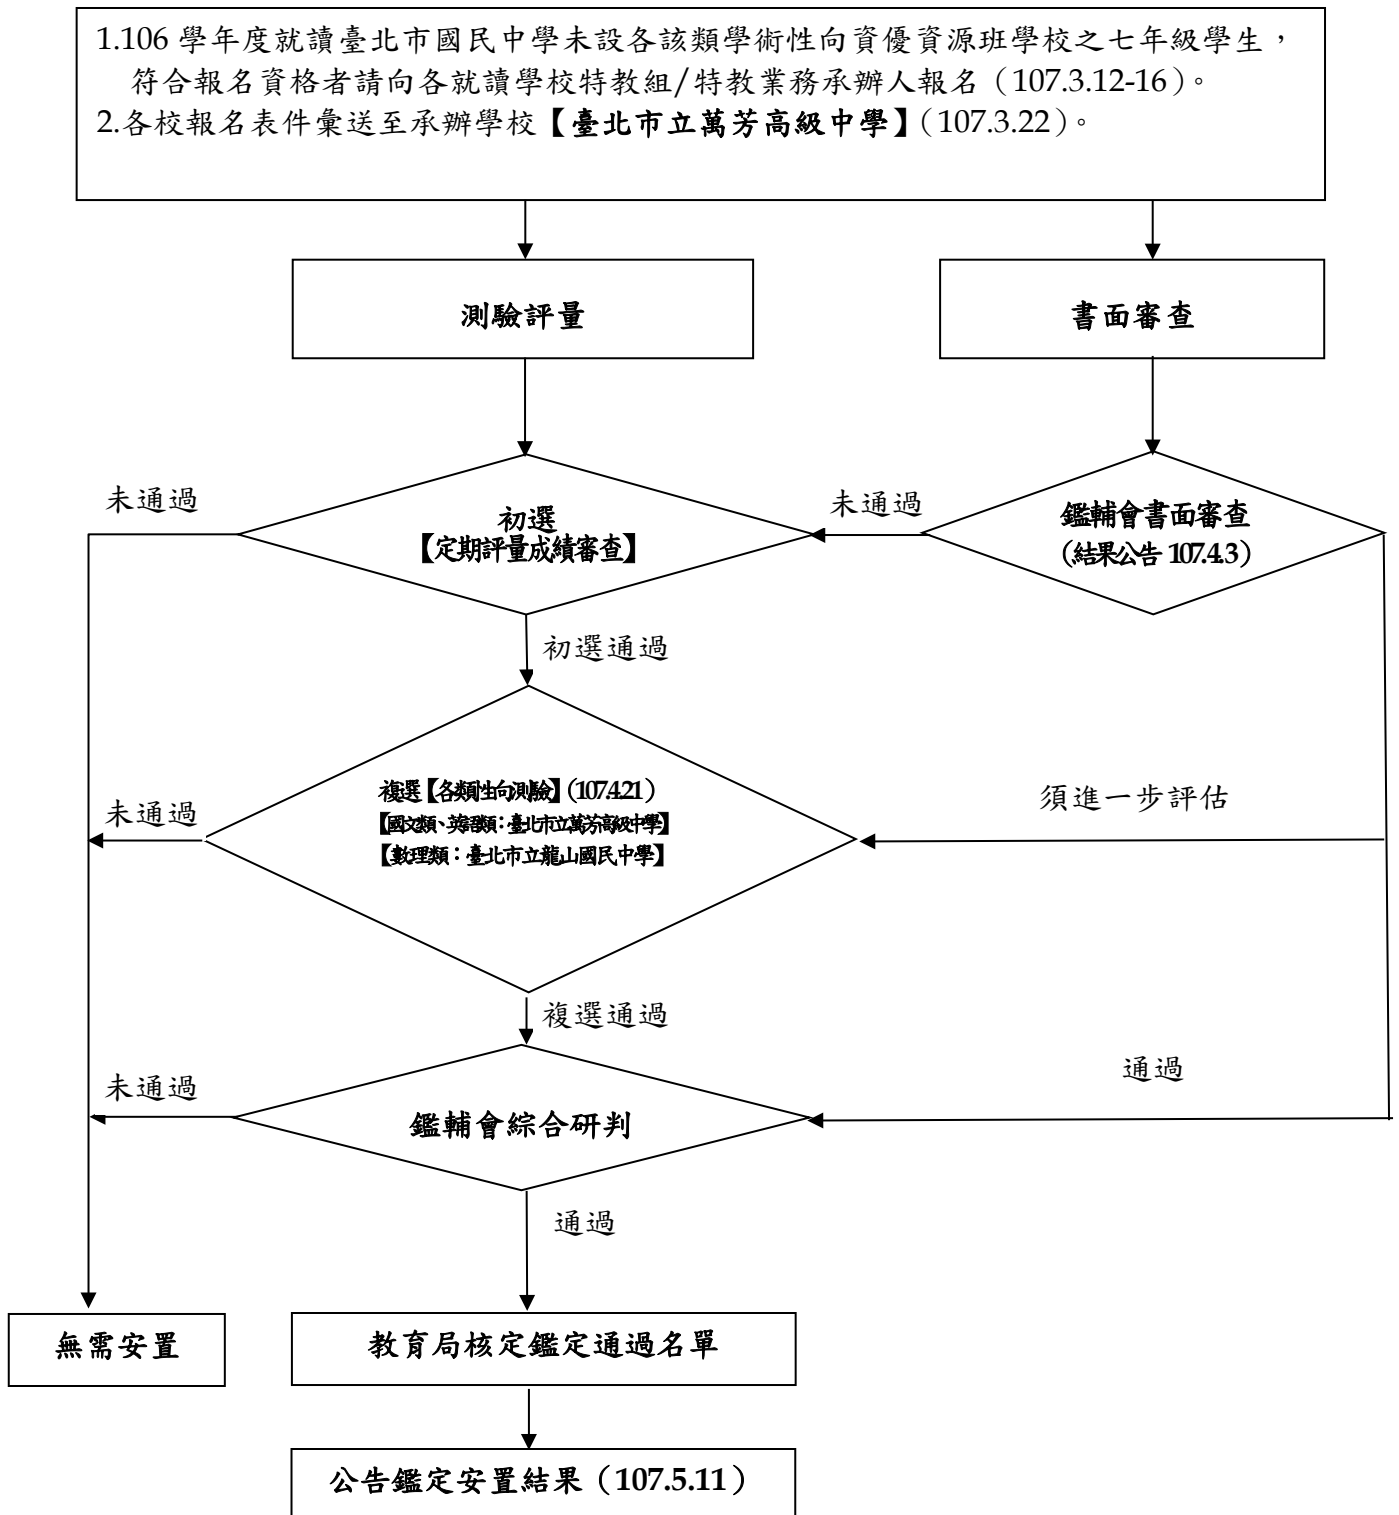 1.106 學年度就讀臺北市國民中學未設各該類學術性向資優資源班學校之七年級學生，
符合報名資格者請向各就讀學校特教組/特教業務承辦人報名（107.3.12-16）。
2.各校報名表件彙送至承辦學校【臺北市立萬芳高級中學】（107.3.22）。
測驗評量
書面審查
未通過
初選
【定期評量成績審查】
未通過
鑑輔會書面審查
（結果公告 107.4.3）
初選通過
未通過
複選【各類性向測驗】（107.4.21）
【國文類、英語類：臺北市立萬芳高級中學】
【數理類：臺北市立龍山國民中學】
須進一步評估
複選通過
未通過
鑑輔會綜合研判
通過
通過
無需安置
教育局核定鑑定通過名單
公告鑑定安置結果（107.5.11）